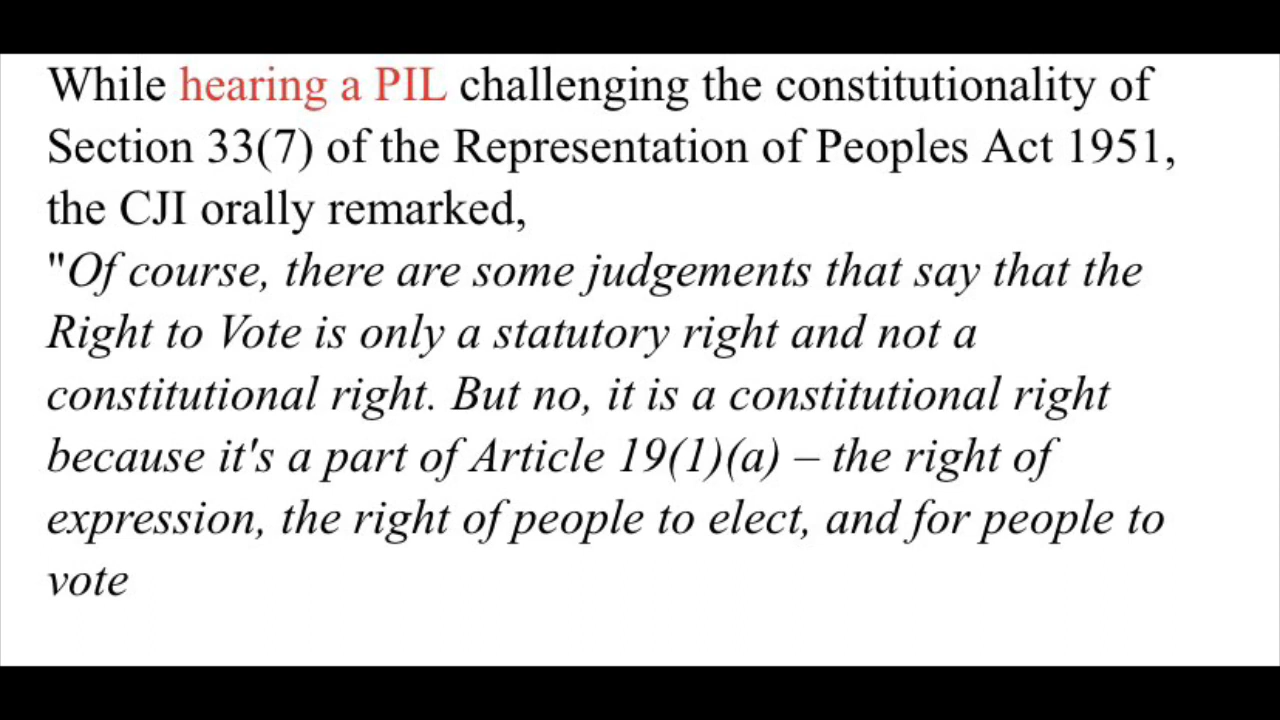 While hearing a PIL challenging the constitutionality of
Section 33(7) of the Representation of Peoples Act 1951,
the CJI orally remarked,
"Of course, there are some judgements that say that the
Right to Vote is only a statutory right and not a
constitutional right. But no, it is a constitutional right
because it's a part of Article 19(1)(a) – the right of
expression, the right of people to elect, and for people to
vote